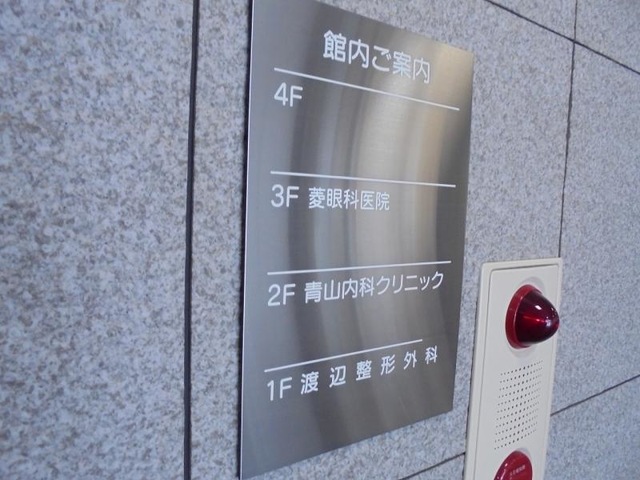 館内ご案内
4F
3F 菱眼科医院
2F 青山内科クリニック
1F 渡辺整形外科